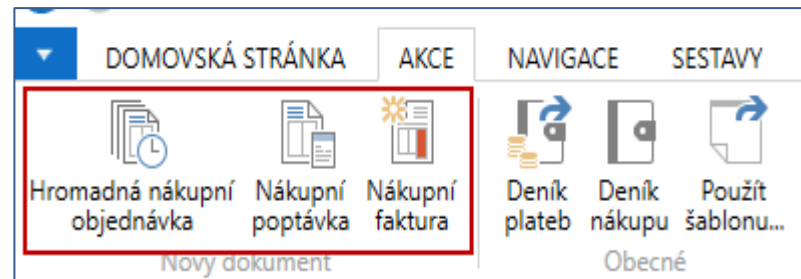 DOMOVSKÁ STRÁNKA AKCE NAVIGACE SESTAVY
Hromadná nákupní objednávka
Nákupní poptávka
Nákupní faktura
Deník plateb
Deník nákupu
Použít šablonu...
Nový dokument
Obecné